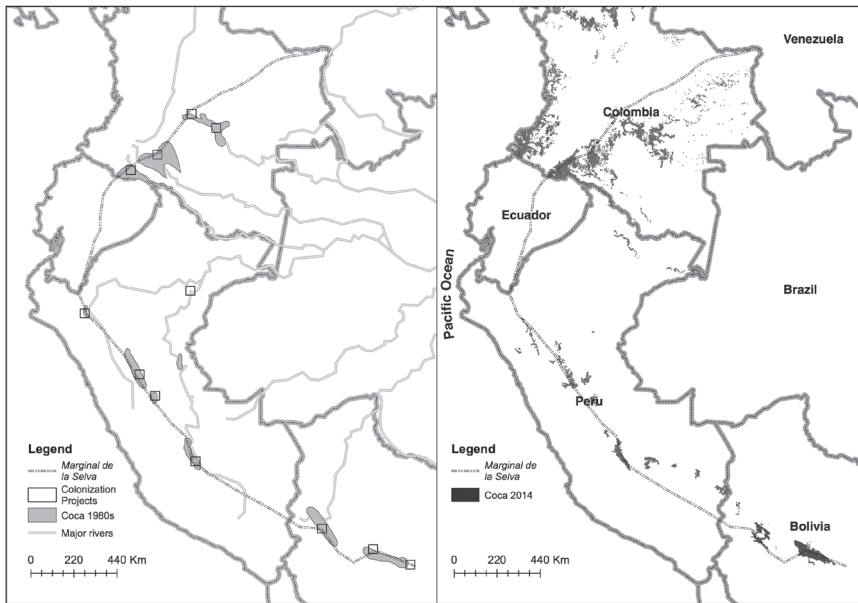 Legend
Marginal de
la Selva
Colonization
Projects
Coca 1980s
Major rivers
0 220 440 Km
Venezuela
Colombia
Ecuador
Pacific Ocean
Brazil
Peru
Bolivia
Legend
Marginal de
la Selva
Coca 2014
0 220 440 Km